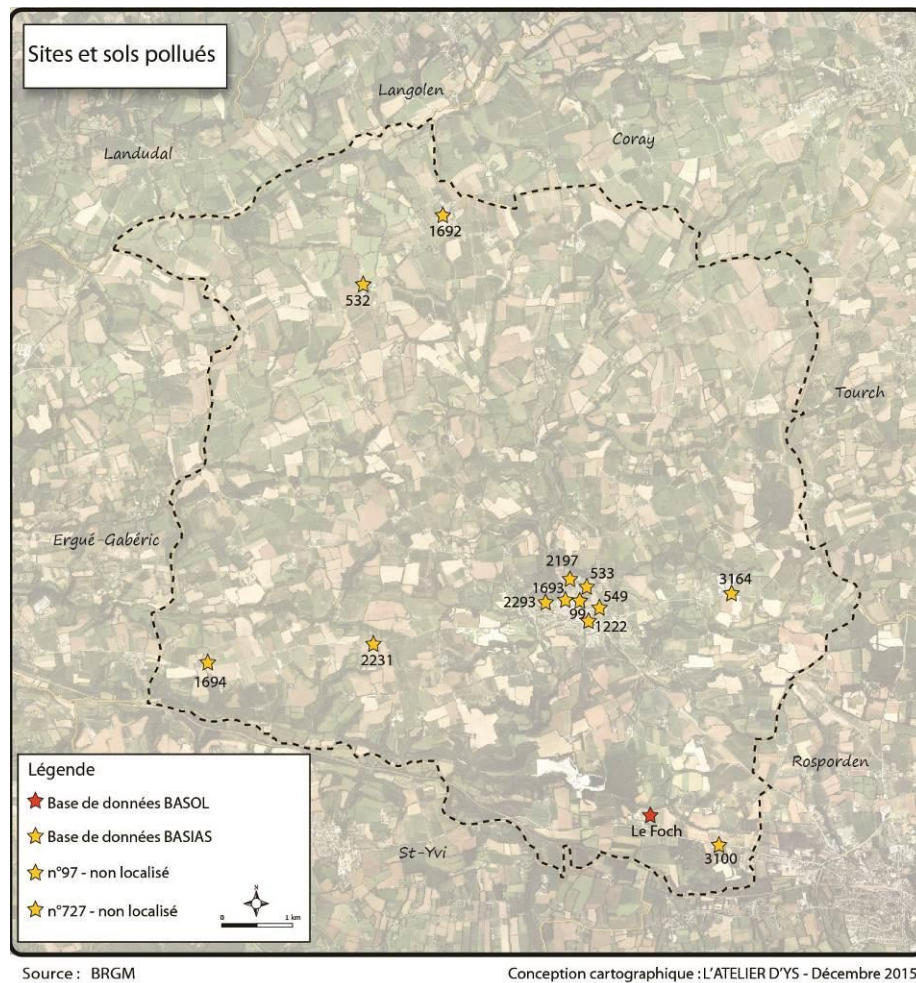 Sites et sols pollués
Langolen
Coray
Landudal
1692
532
Tourch
Ergué-Gabéric
2197
533
3164
1693
549
2293
99
1222
2231
1694
Légende
Rosporden
Base de données BASOL
Le Foch
Base de données BASIAS
St-Yvi
3100
n°97 - non localisé
n°727 - non localisé
N
0 1 km
Source : BRGM
Conception cartographique : L'ATELIER D'YS - Décembre 2015